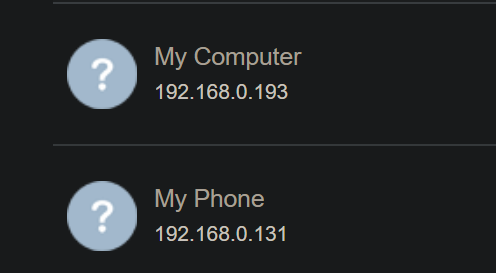 ?
My Computer
192.168.0.193
?
My Phone
192.168.0.131